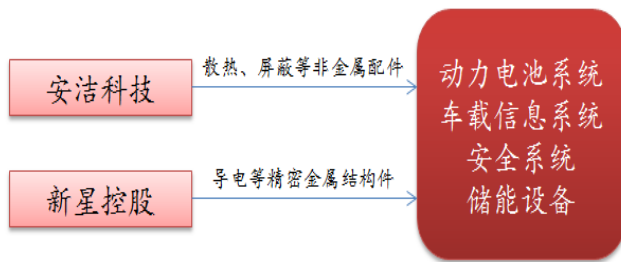 安洁科技
散热、屏蔽等非金属配件
新星控股
导电等精密金属结构件
动力电池系统
车载信息系统
安全系统
储能设备